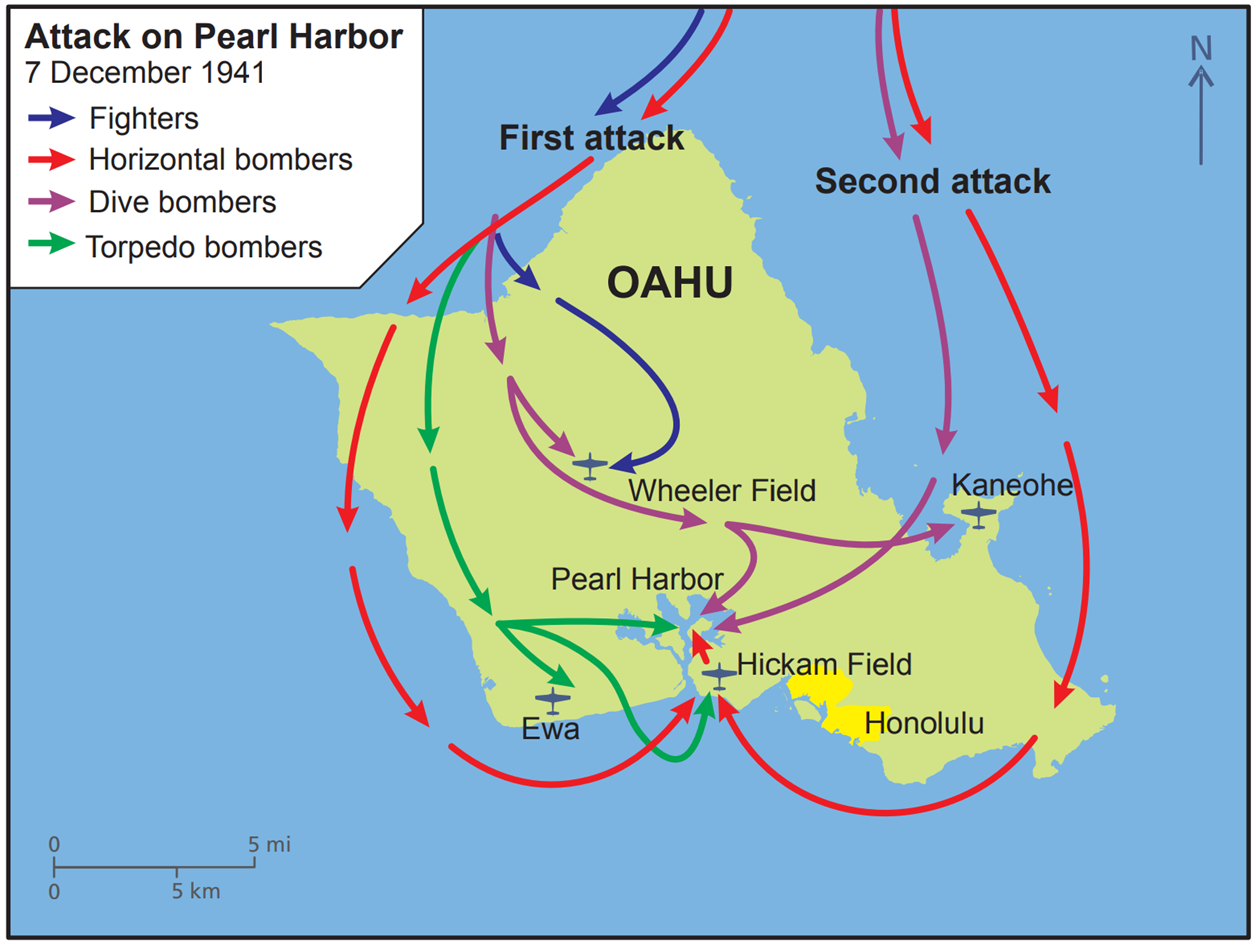 Attack on Pearl Harbor
7 December 1941
Fighters
Horizontal bombers
Dive bombers
Torpedo bombers
N
First attack
Second attack
OAHU
Wheeler Field
Kaneohe
Pearl Harbor
Hickam Field
Honolulu
Ewa
0 5 mi
0 5 km